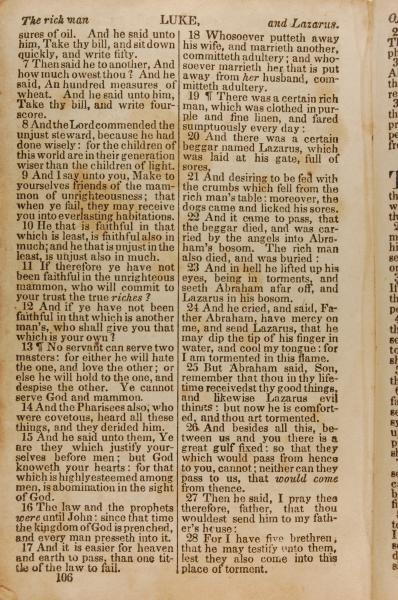 The rich man
LUKE,
and Lazarus.
sures of oil. And he said unto
him, Take thy bill, and sit down
quickly, and write fifty.
7 Then said he to another, And
how much owest thou? And he
said, An hundred measures of
wheat. And he said unto him,
Take thy bill, and write four-
score.
8 And the Lord commended the
unjust steward, because he had
done wisely: for the children of
this world are in their generation
wiser than the children of light.
9 And I say unto you, Make to
yourselves friends of the mam-
mon of unrighteousness; that
when ye fail, they may receive
you into everlasting habitations.
10 He that is faithful in that
which is least, is faithful also in
much; and he that is unjust in the
least, is unjust also in much.
11 If therefore ye have not
been faithful in the unrighteous
mammon, who will commit to
your trust the true riches?
12 And if ye have not been
faithful in that which is another
man's, who shall give you that
which is your own?
13 ¶ No servant can serve two
masters: for either he will hate
the one, and love the other; or
else he will hold to the one, and
despise the other. Ye cannot
serve God and mammon.
14 And the Pharisees also, who
were covetous, heard all these
things, and they derided him.
15 And he said unto them, Ye
are they which justify your-
selves before men; but God
knoweth your hearts: for that
which is highly esteemed among
men, is abomination in the sight
of God.
16 The law and the prophets
were until John: since that time
the kingdom of God is preached,
and every man presseth into it.
17 And it is easier for heaven
and earth to pass, than one tit-
tle of the law to fail.
106
18 Whosoever putteth away
his wife, and marrieth another,
committeth adultery; and who-
soever marrieth her that is put
away from her husband, com-
mitteth adultery.
19 ¶ There was a certain rich
man, which was clothed in pur-
ple and fine linen, and fared
sumptuously every day:
20 And there was a certain
beggar named Lazarus, which
was laid at his gate, full of
sores,
21 And desiring to be fed with
the crumbs which fell from the
rich man's table: moreover, the
dogs came and licked his sores.
22 And it came to pass, that
the beggar died, and was car-
ried by the angels into Abra-
ham's bosom. The rich man
also died, and was buried:
23 And in hell he lifted up his
eyes, being in torments, and
seeth Abraham afar off, and
Lazarus in his bosom.
24 And he cried, and said, Fa-
ther Abraham, have mercy on
me, and send Lazarus, that he
may dip the tip of his finger in
water, and cool my tongue: for
I am tormented in this flame.
25 But Abraham said, Son,
remember that thou in thy life-
time receivedst thy good things,
and likewise Lazarus evil
things: but now he is comfort-
ed, and thou art tormented.
26 And besides all this, be-
tween us and you there is a
great gulf fixed: so that they
which would pass from hence
to you, cannot; neither can they
pass to us, that would come
from thence.
27 Then he said, I pray thee
therefore, father, that thou
wouldest send him to my fath-
er's house:
28 For I have five brethren,
that he may testify unto them,
lest they also come into this
place of torment.